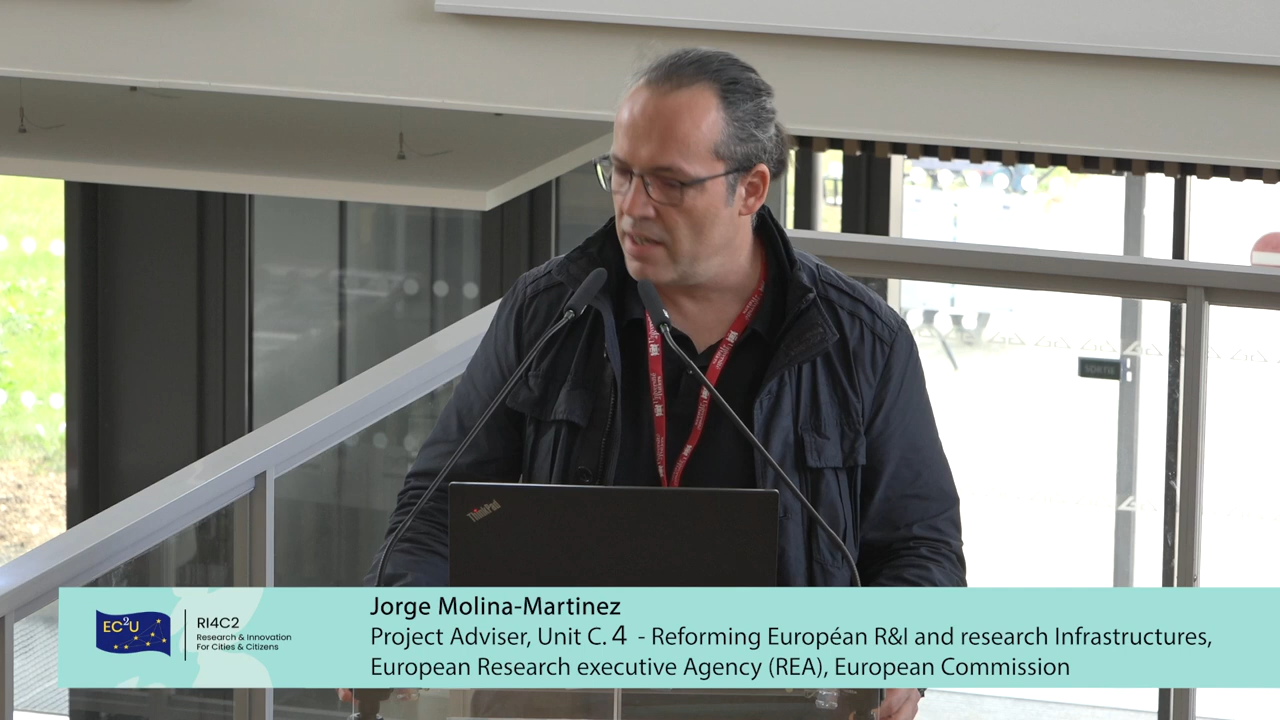 SORTIE
ThinkPad
EC²U
RI4C2
Research & Innovation
For Cities & Citizens
Jorge Molina-Martinez
Project Adviser, Unit C. 4 - Reforming Européan R&I and research Infrastructures,
European Research executive Agency (REA), European Commission